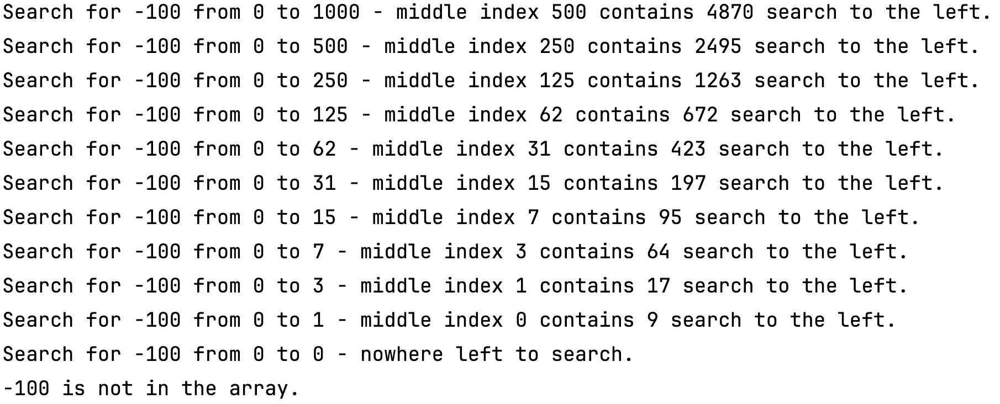 Search for -100 from 0 to 1000 - middle index 500 contains 4870 search to the left.
Search for -100 from 0 to 500 - middle index 250 contains 2495 search to the left.
Search for -100 from 0 to 250 - middle index 125 contains 1263 search to the left.
Search for -100 from 0 to 125 - middle index 62 contains 672 search to the left.
Search for -100 from 0 to 62 - middle index 31 contains 423 search to the left.
Search for -100 from 0 to 31 - middle index 15 contains 197 search to the left.
Search for -100 from 0 to 15 - middle index 7 contains 95 search to the left.
Search for -100 from 0 to 7 - middle index 3 contains 64 search to the left.
Search for -100 from 0 to 3 - middle index 1 contains 17 search to the left.
Search for -100 from 0 to 1 - middle index 0 contains 9 search to the left.
Search for -100 from 0 to 0 - nowhere left to search.
-100 is not in the array.